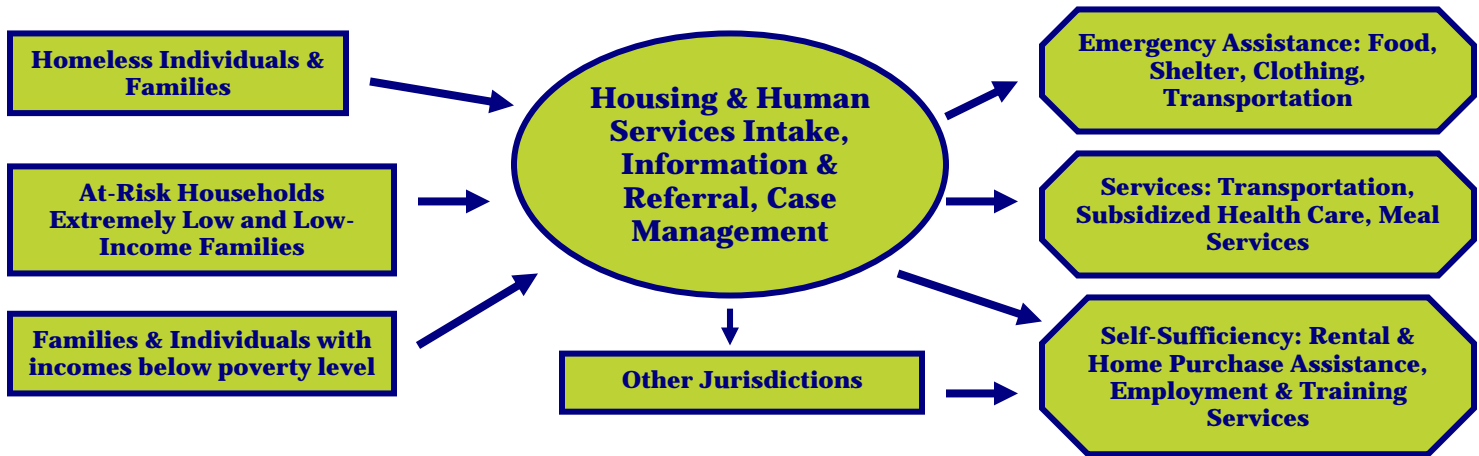 Homeless Individuals &
Families
At-Risk Households
Extremely Low and Low-
Income Families
Families & Individuals with
incomes below poverty level
Housing & Human
Services Intake,
Information &
Referral, Case
Management
Other Jurisdictions
Emergency Assistance: Food,
Shelter, Clothing,
Transportation
Services: Transportation,
Subsidized Health Care, Meal
Services
Self-Sufficiency: Rental &
Home Purchase Assistance,
Employment & Training
Services